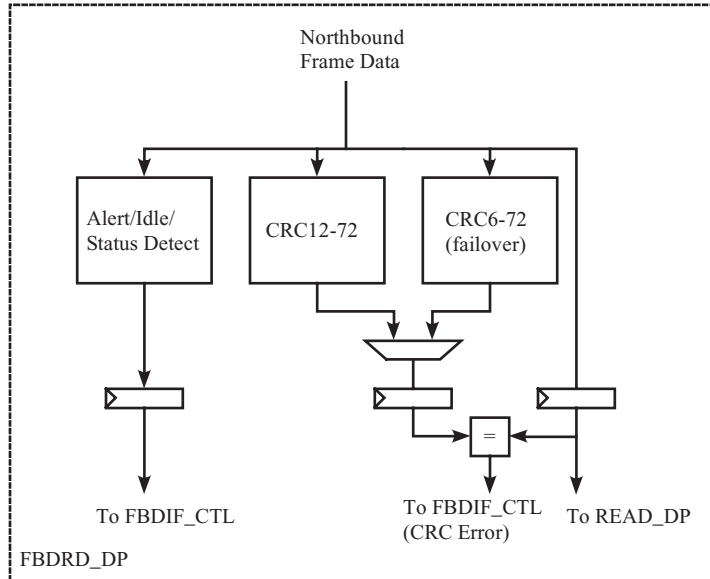 Northbound
Frame Data
Alert/Idle/
Status Detect
CRC12-72
CRC6-72
(failover)
=
To FBDIF_CTL
To FBDIF_CTL
(CRC Error)
To READ_DP
FBDRD_DP